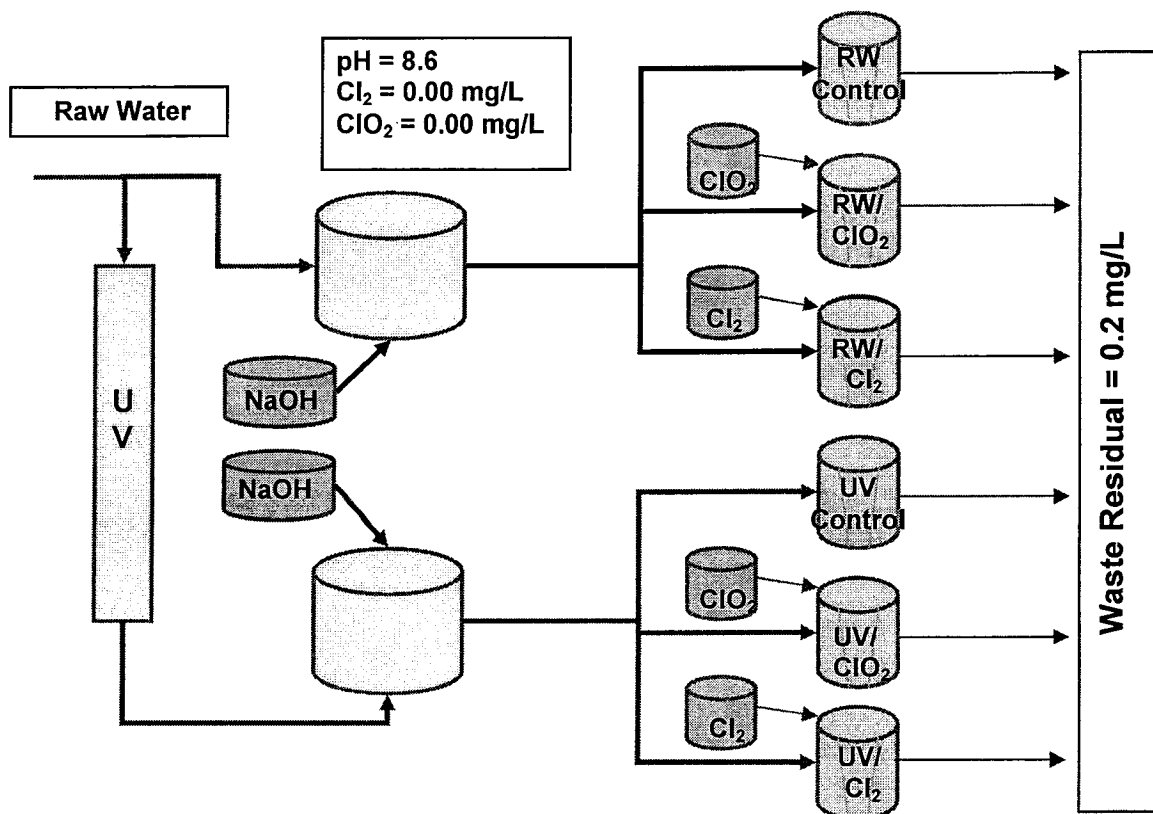 Raw Water
pH = 8.6
Cl₂ = 0.00 mg/L
ClO₂ = 0.00 mg/L
RW
Control
ClO₂
RW/
ClO₂
Cl₂
RW/
Cl₂
U
V
NaOH
NaOH
UV
Control
ClO₂
UV/
ClO₂
Cl₂
UV/
Cl₂
Waste Residual = 0.2 mg/L